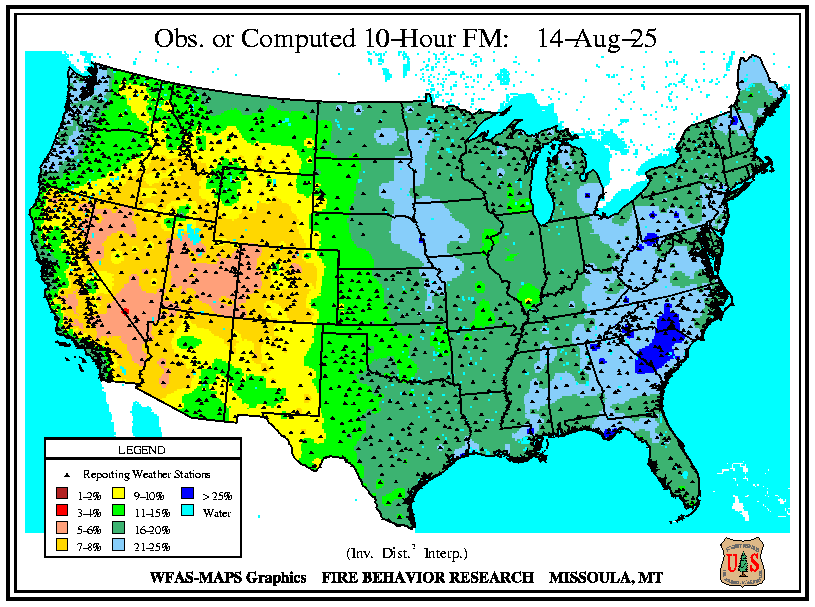 Obs. or Computed 10-Hour FM: 14-Aug-25
LEGEND
Reporting Weather Stations
1-2% 9-10% > 25%
3-4% 11-15% Water
5-6% 16-20%
7-8% 21-25%
(Inv. Dist.² Interp.)
WFAS-MAPS Graphics FIRE BEHAVIOR RESEARCH MISSOULA, MT
U S